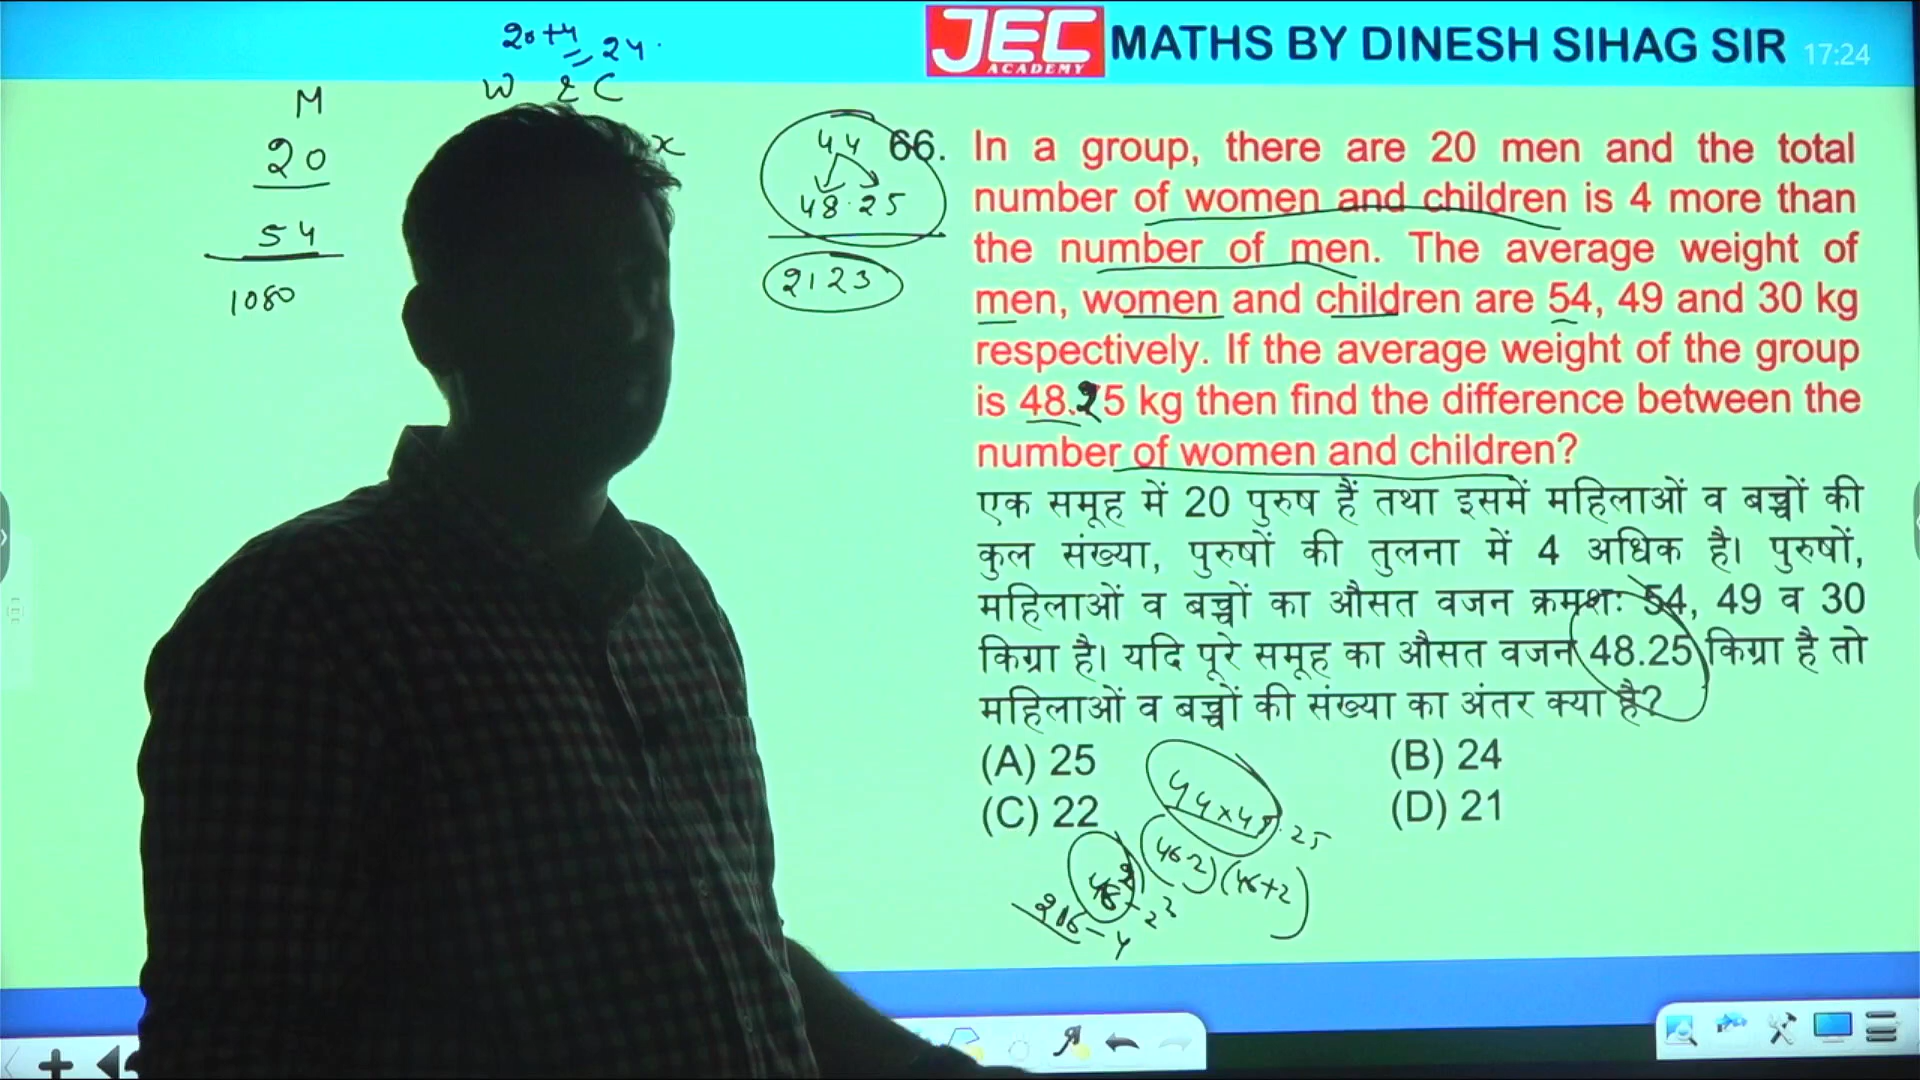 JEC
ACADEMY
MATHS BY DINESH SIHAG SIR
17:24
20+4
= 24
M
W & C
20
x
54
1080
44
48.25
2123
66. In a group, there are 20 men and the total
number of women and children is 4 more than
the number of men. The average weight of
men, women and children are 54, 49 and 30 kg
respectively. If the average weight of the group
is 48.25 kg then find the difference between the
number of women and children?
एक समूह में 20 पुरुष हैं तथा इसमें महिलाओं व बच्चों की
कुल संख्या, पुरुषों की तुलना में 4 अधिक है। पुरुषों,
महिलाओं व बच्चों का औसत वजन क्रमशः 54, 49 व 30
किग्रा है। यदि पूरे समूह का औसत वजन 48.25 किग्रा है तो
महिलाओं व बच्चों की संख्या का अंतर क्या है?
(A) 25
(B) 24
(C) 22
(D) 21
(46-2) (46+2)